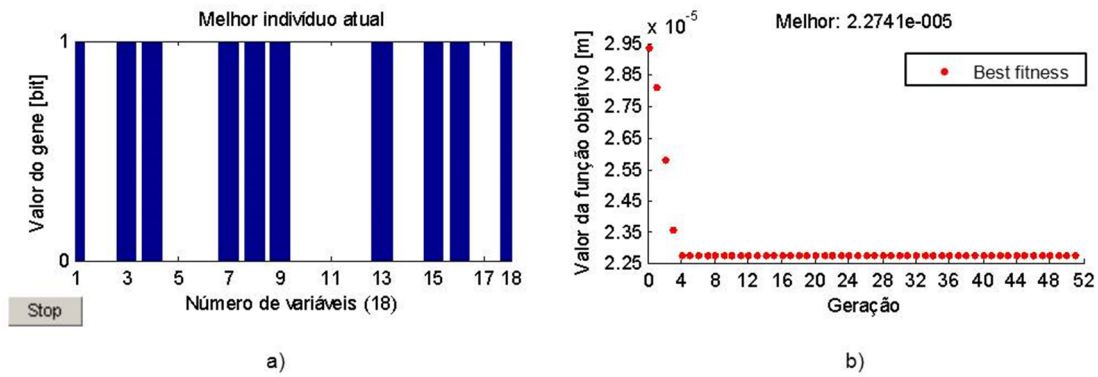 Melhor indivíduo atual
Valor do gene [bit]
1
0
1 3 5 7 9 11 13 15 17 18
Número de variáveis (18)
Stop
a)
x 10-5
Melhor: 2.2741e-005
Best fitness
Valor da função objetivo [m]
2.95
2.85
2.75
2.65
2.55
2.45
2.35
2.25
0 4 8 12 16 20 24 28 32 36 40 44 48 52
Geração
b)